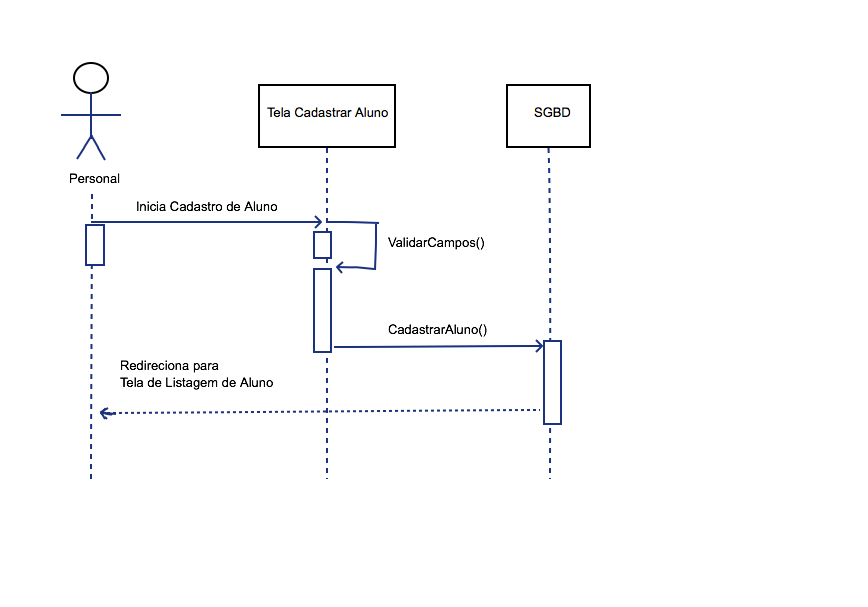 Tela Cadastrar Aluno
SGBD
Personal
Inicia Cadastro de Aluno
ValidarCampos()
CadastrarAluno()
Redireciona para
Tela de Listagem de Aluno